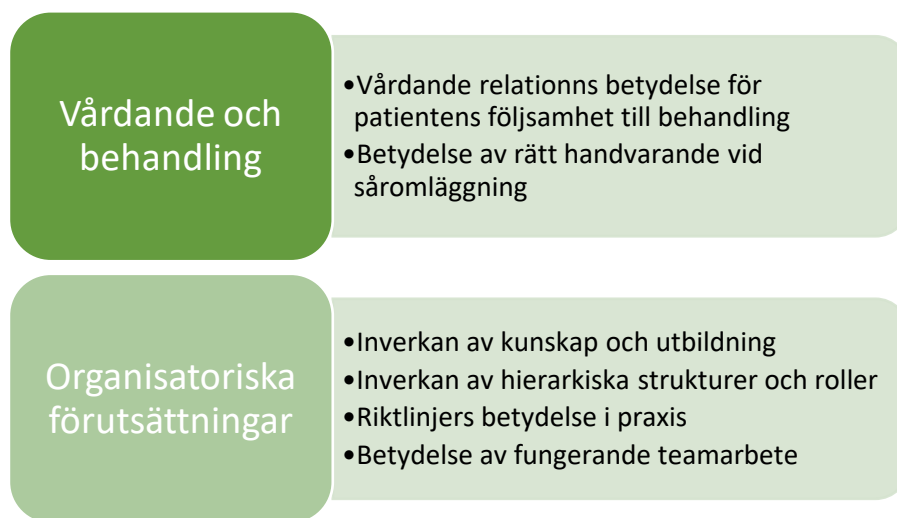 Vårdande och
behandling
•Vårdande relationns betydelse för
patientens följsamhet till behandling
•Betydelse av rätt handvarande vid
såromläggning
Organisatoriska
förutsättningar
•Inverkan av kunskap och utbildning
•Inverkan av hierarkiska strukturer och roller
•Riktlinjers betydelse i praxis
•Betydelse av fungerande teamarbete